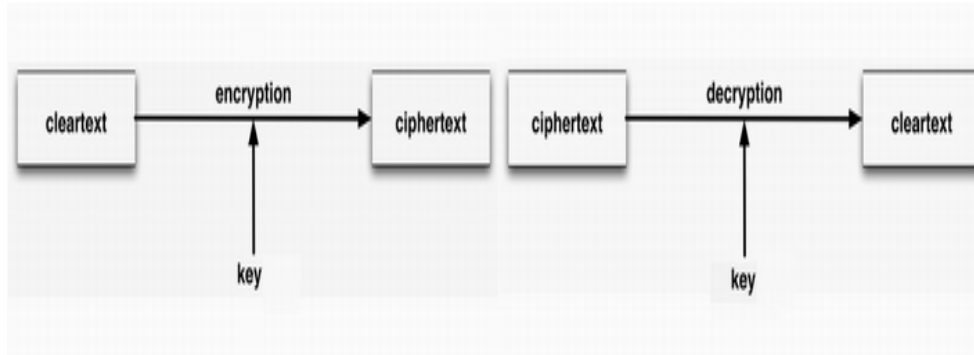 encryption
cleartext
ciphertext
key
decryption
ciphertext
cleartext
key